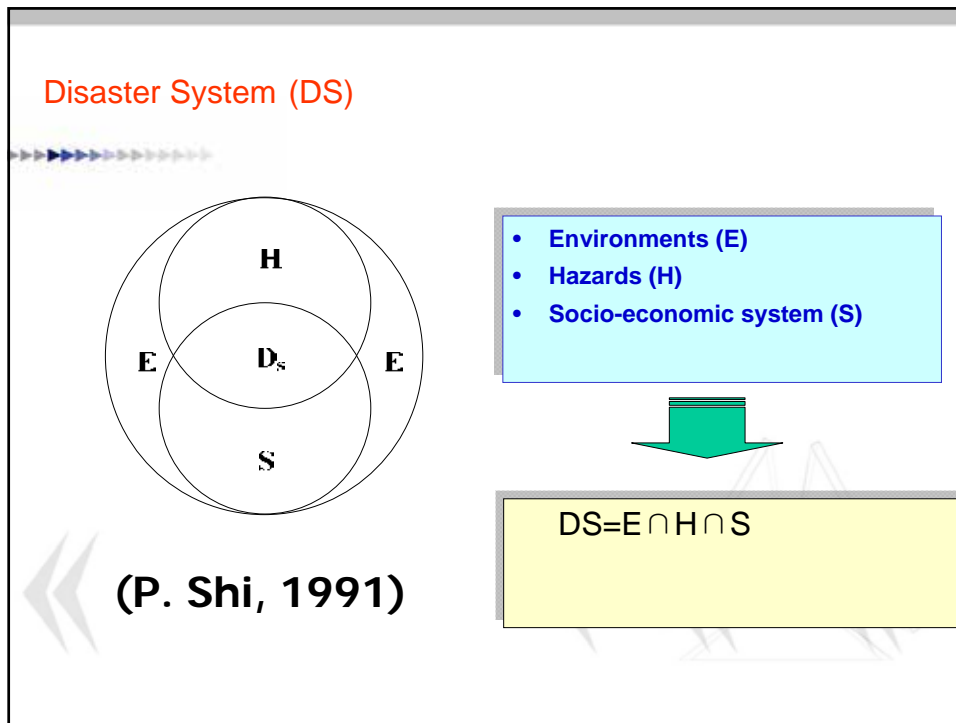 Disaster System (DS)
H
E
Ds
E
S
(P. Shi, 1991)
• Environments (E)
• Hazards (H)
• Socio-economic system (S)
DS=E∩H∩S